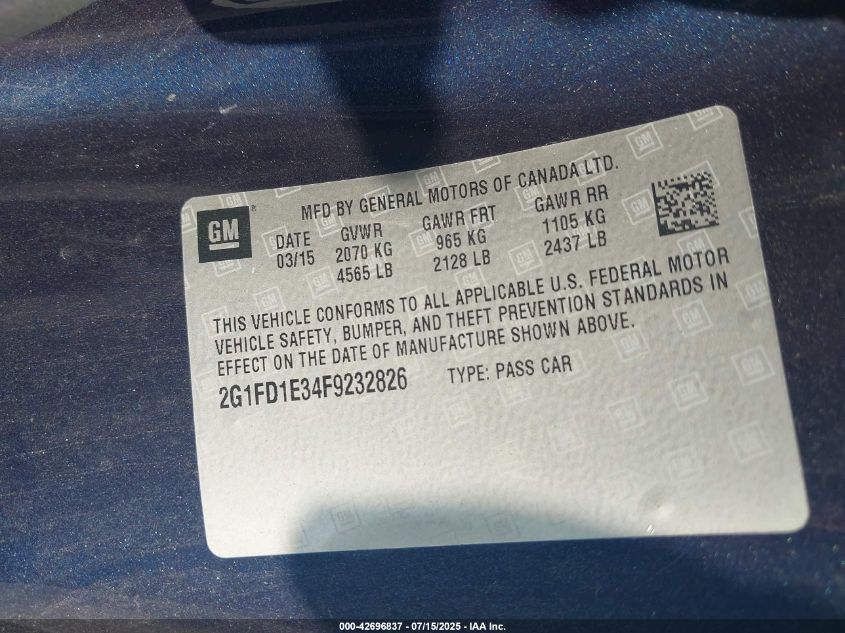 MFD BY GENERAL MOTORS OF CANADA LTD.
GM
®
DATE GVWR GAWR FRT GAWR RR
03/15 2070 KG 965 KG 1105 KG
4565 LB 2128 LB 2437 LB
THIS VEHICLE CONFORMS TO ALL APPLICABLE U.S. FEDERAL MOTOR
VEHICLE SAFETY, BUMPER, AND THEFT PREVENTION STANDARDS IN
EFFECT ON THE DATE OF MANUFACTURE SHOWN ABOVE.
2G1FD1E34F9232826 TYPE: PASS CAR
000-42696837 - 07/15/2025 - IAA Inc.